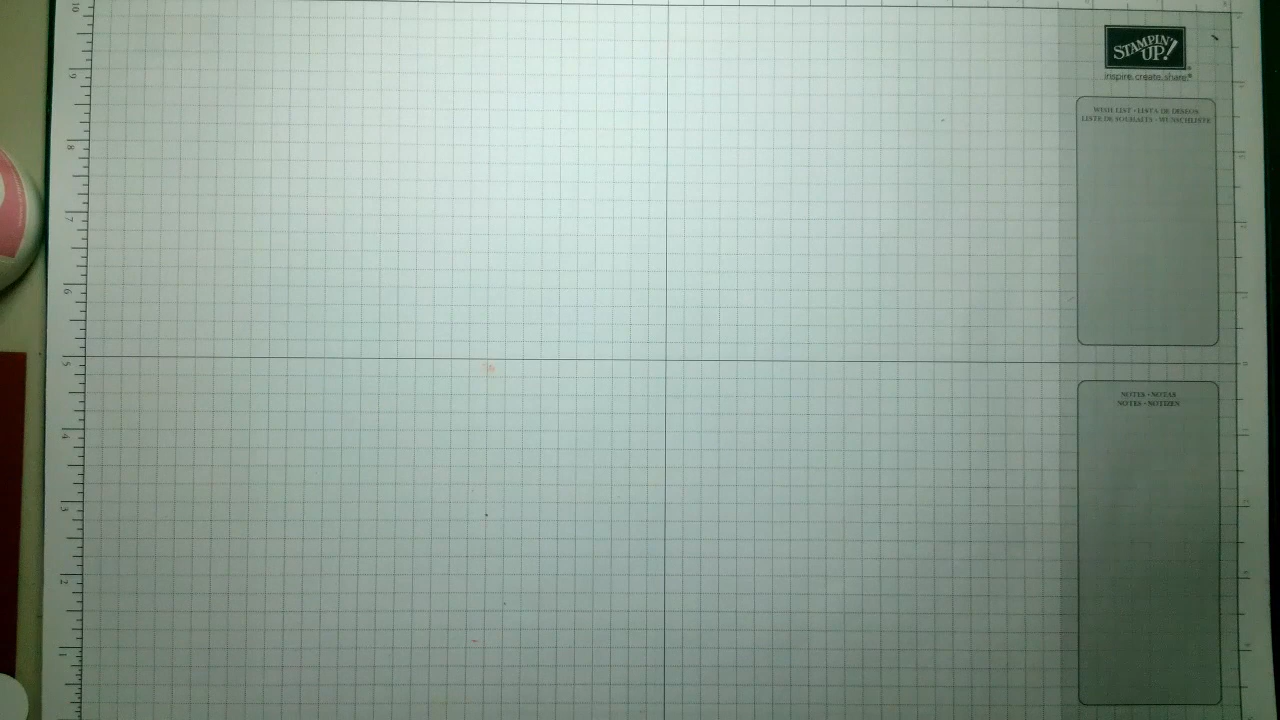 10
9
8
7
6
5
4
3
2
1
STAMPIN' UP!
inspire.create.share.®
WISH LIST • LISTA DE DESEOS
LISTE DE SOUHAITS • WUNSCHLISTE
NOTES • NOTAS
NOTES • NOTIZEN